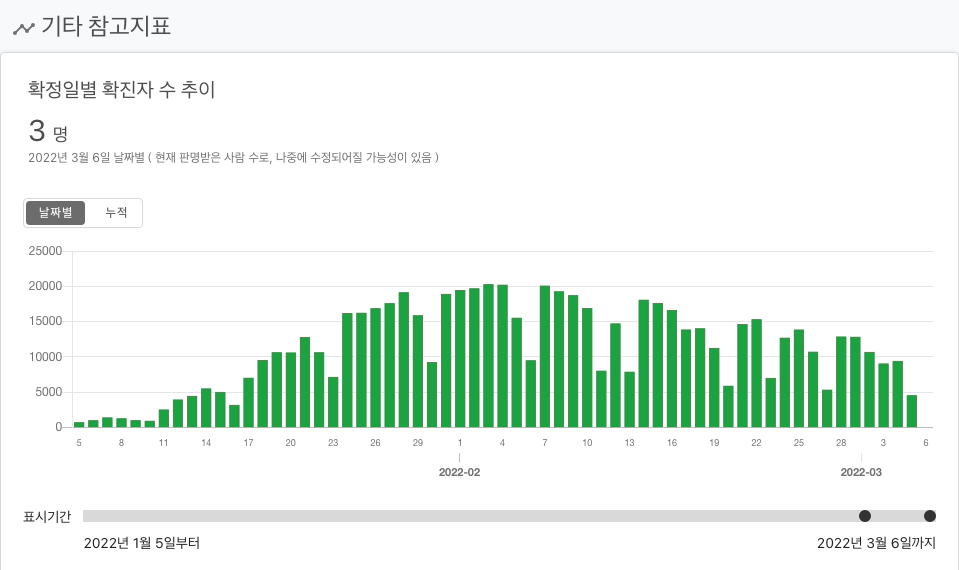 기타 참고지표
확정일별 확진자 수 추이
3 명
2022년 3월 6일 날짜별 ( 현재 판명받은 사람 수로, 나중에 수정되어질 가능성이 있음 )
날짜별 누적
25000
20000
15000
10000
5000
0
5 8 11 14 17 20 23 26 29 1 4 7 10 13 16 19 22 25 28 3 6
2022-02 2022-03
표시기간
2022년 1월 5일부터 2022년 3월 6일까지